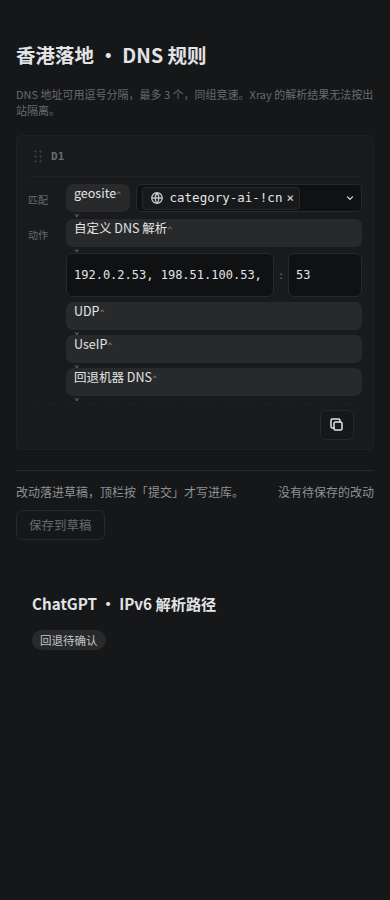 香港落地 · DNS 规则
DNS 地址可用逗号分隔，最多 3 个，同组竞速。Xray 的解析结果无法按出
站隔离。
D1
匹配
geosite
category-ai-!cn ×
动作
自定义 DNS 解析
192.0.2.53, 198.51.100.53,
:
53
UDP
UseIP
回退机器 DNS
改动落进草稿，顶栏按「提交」才写进库。
没有待保存的改动
保存到草稿
ChatGPT · IPv6 解析路径
回退待确认